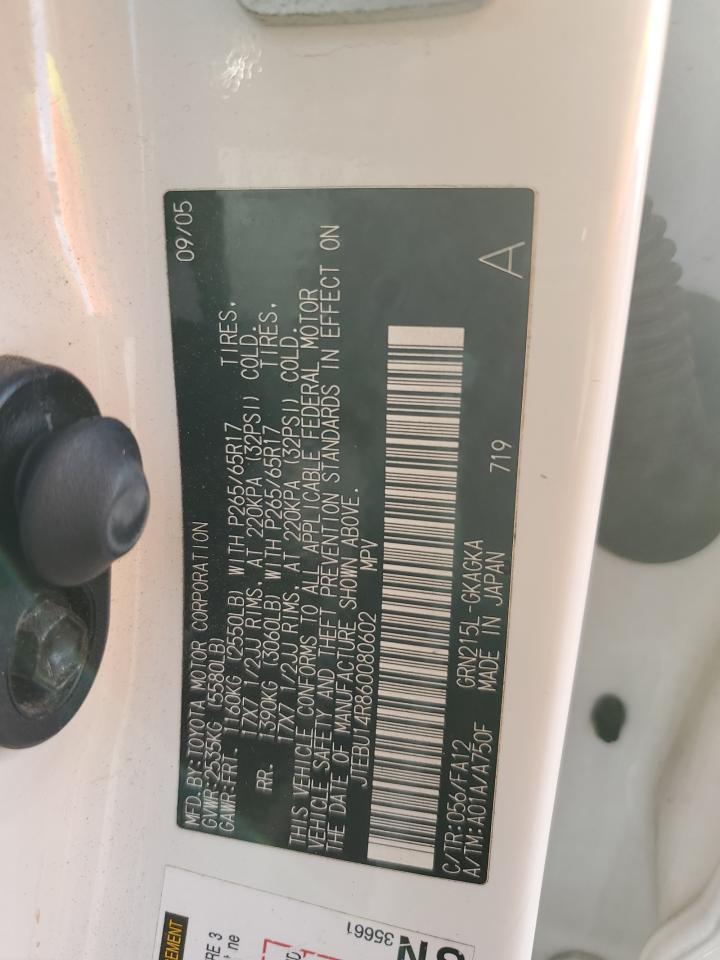 MFD.BY:TOYOTA MOTOR CORPORATION 09/05
GVWR:2535KG (5580LB)
GAWR:FRT. 1160KG (2550LB) WITH P265/65R17 TIRES,
17X7 1/2JJ RIMS, AT 220KPA (32PSI) COLD.
RR. 1390KG (3060LB) WITH P265/65R17 TIRES,
17X7 1/2JJ RIMS, AT 220KPA (32PSI) COLD.
THIS VEHICLE CONFORMS TO ALL APPLICABLE FEDERAL MOTOR
VEHICLE SAFETY AND THEFT PREVENTION STANDARDS IN EFFECT ON
THE DATE OF MANUFACTURE SHOWN ABOVE.
JTEBU14R860080602 MPV
C/TR:056/FA12 GRN215L-GKAGKA 719 A
A/TM:A01A/A750F MADE IN JAPAN
GEMENT
RE 3
ne
35661